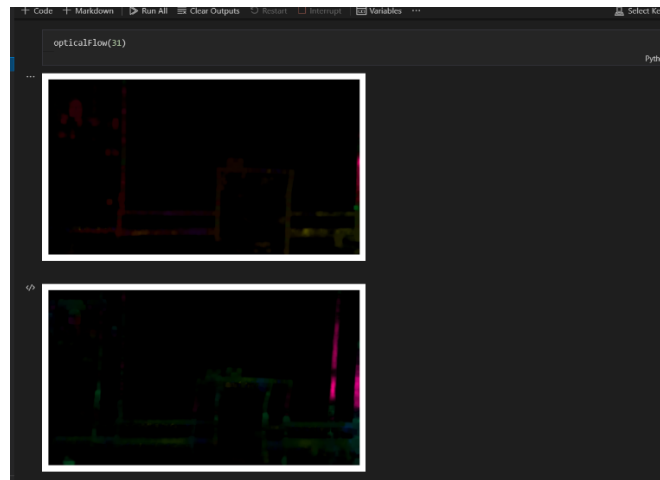 + Code + Markdown | Run All Clear Outputs Restart Interrupt | Variables ... Select Ke
opticalFlow(31)
Pyth
...